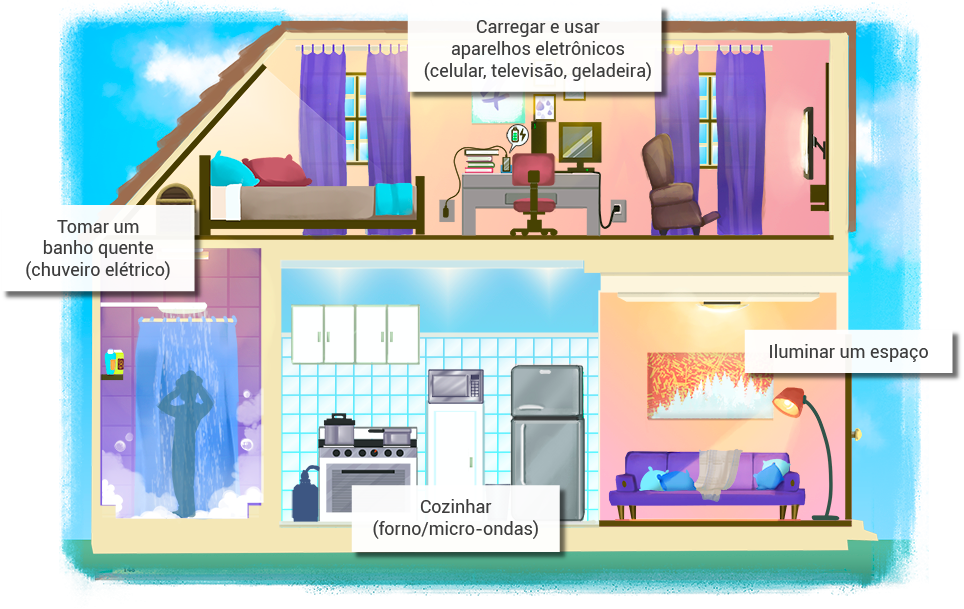 Carregar e usar
aparelhos eletrônicos
(celular, televisão, geladeira)
Tomar um
banho quente
(chuveiro elétrico)
Iluminar um espaço
Cozinhar
(forno/micro-ondas)